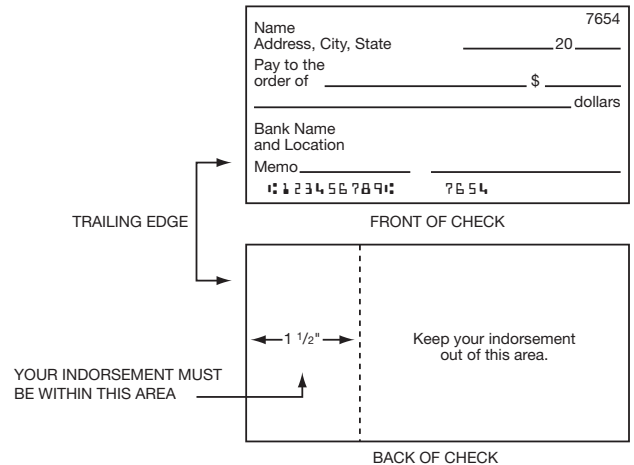 7654
Name
Address, City, State 20
Pay to the
order of $
dollars
Bank Name
and Location
Memo
⑆123456789⑆ 7654
TRAILING EDGE
FRONT OF CHECK
1 1/2"
Keep your indorsement
out of this area.
YOUR INDORSEMENT MUST
BE WITHIN THIS AREA
BACK OF CHECK